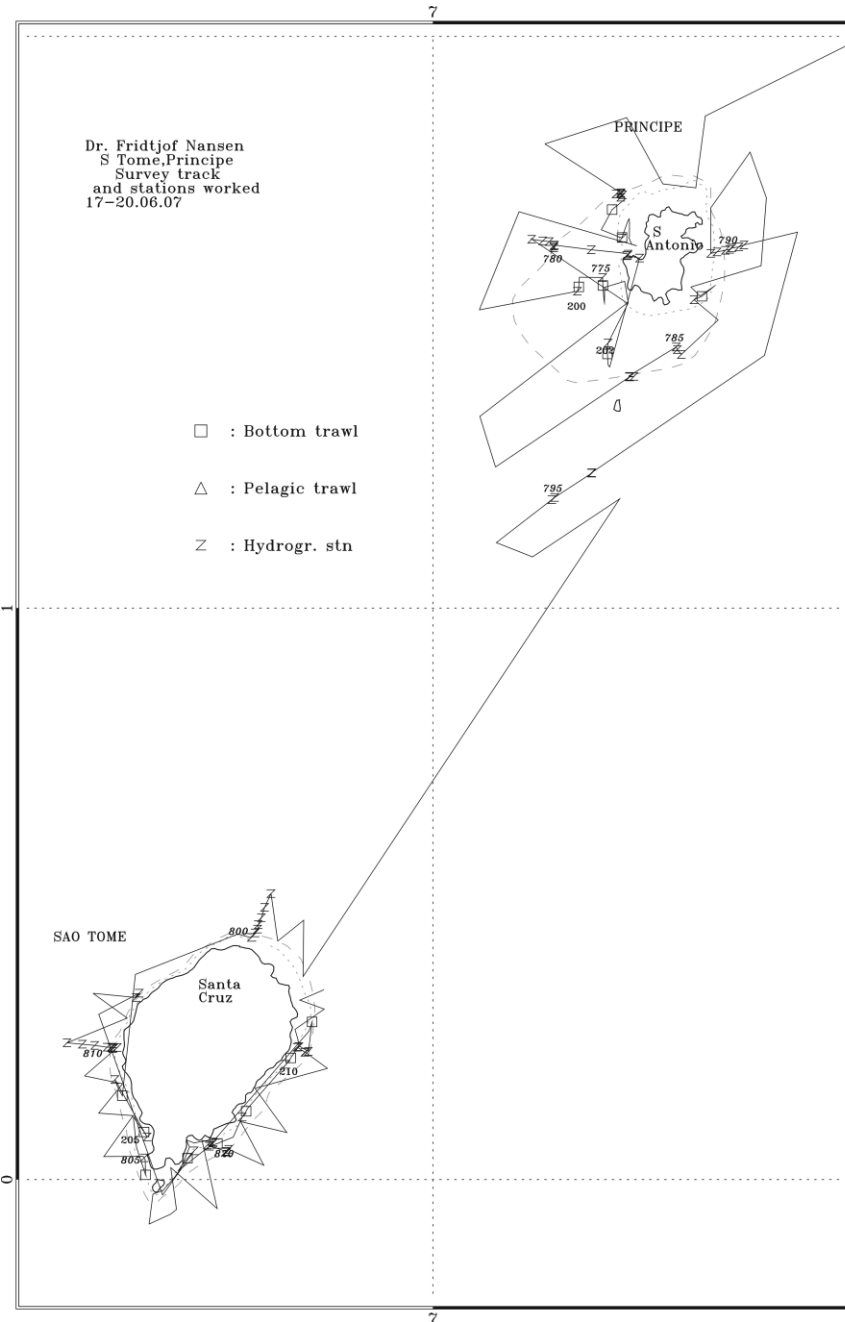 7
PRINCIPE
Dr. Fridtjof Nansen
S Tome,Principe
Survey track
and stations worked
17-20.06.07
S
Antonio
790
780
775
200
202
785
: Bottom trawl
: Pelagic trawl
795
: Hydrogr. stn
1
800
SAO TOME
Santa
Cruz
810
210
205
820
805
0
7